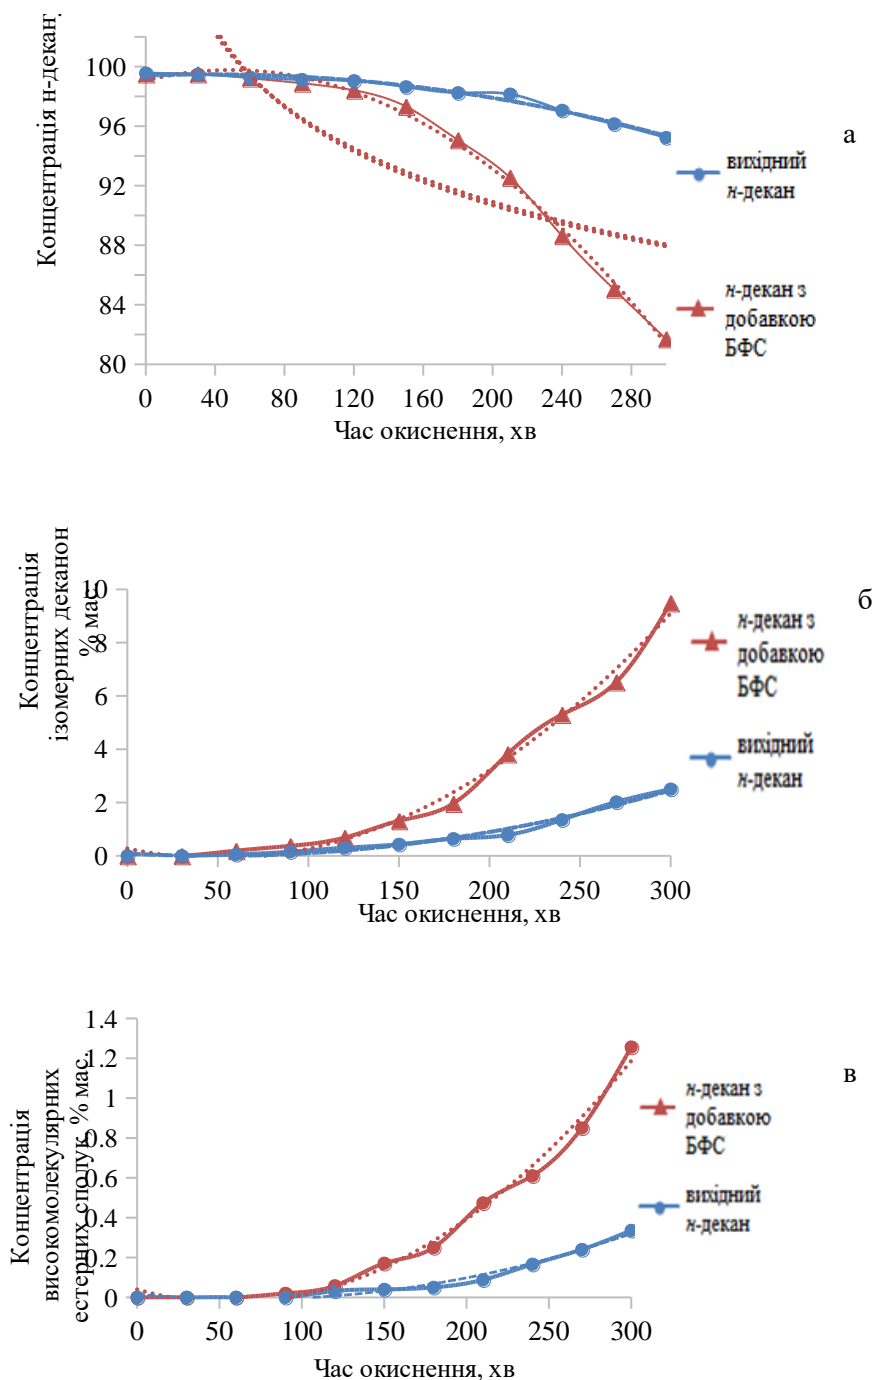 Концентрація н-декан
100
96
92
88
84
80
0 40 80 120 160 200 240 280
Час окиснення, хв
а
вихідний
н-декан
н-декан з
добавкою
БФС
Концентрація
ізомерних деканон
% мас.
10
8
6
4
2
0
0 50 100 150 200 250 300
Час окиснення, хв
б
н-декан з
добавкою
БФС
вихідний
н-декан
Концентрація
високомолекулярних
естерних сполук, % мас.
1.4
1.2
1
0.8
0.6
0.4
0.2
0
0 50 100 150 200 250 300
Час окиснення, хв
в
н-декан з
добавкою
БФС
вихідний
н-декан